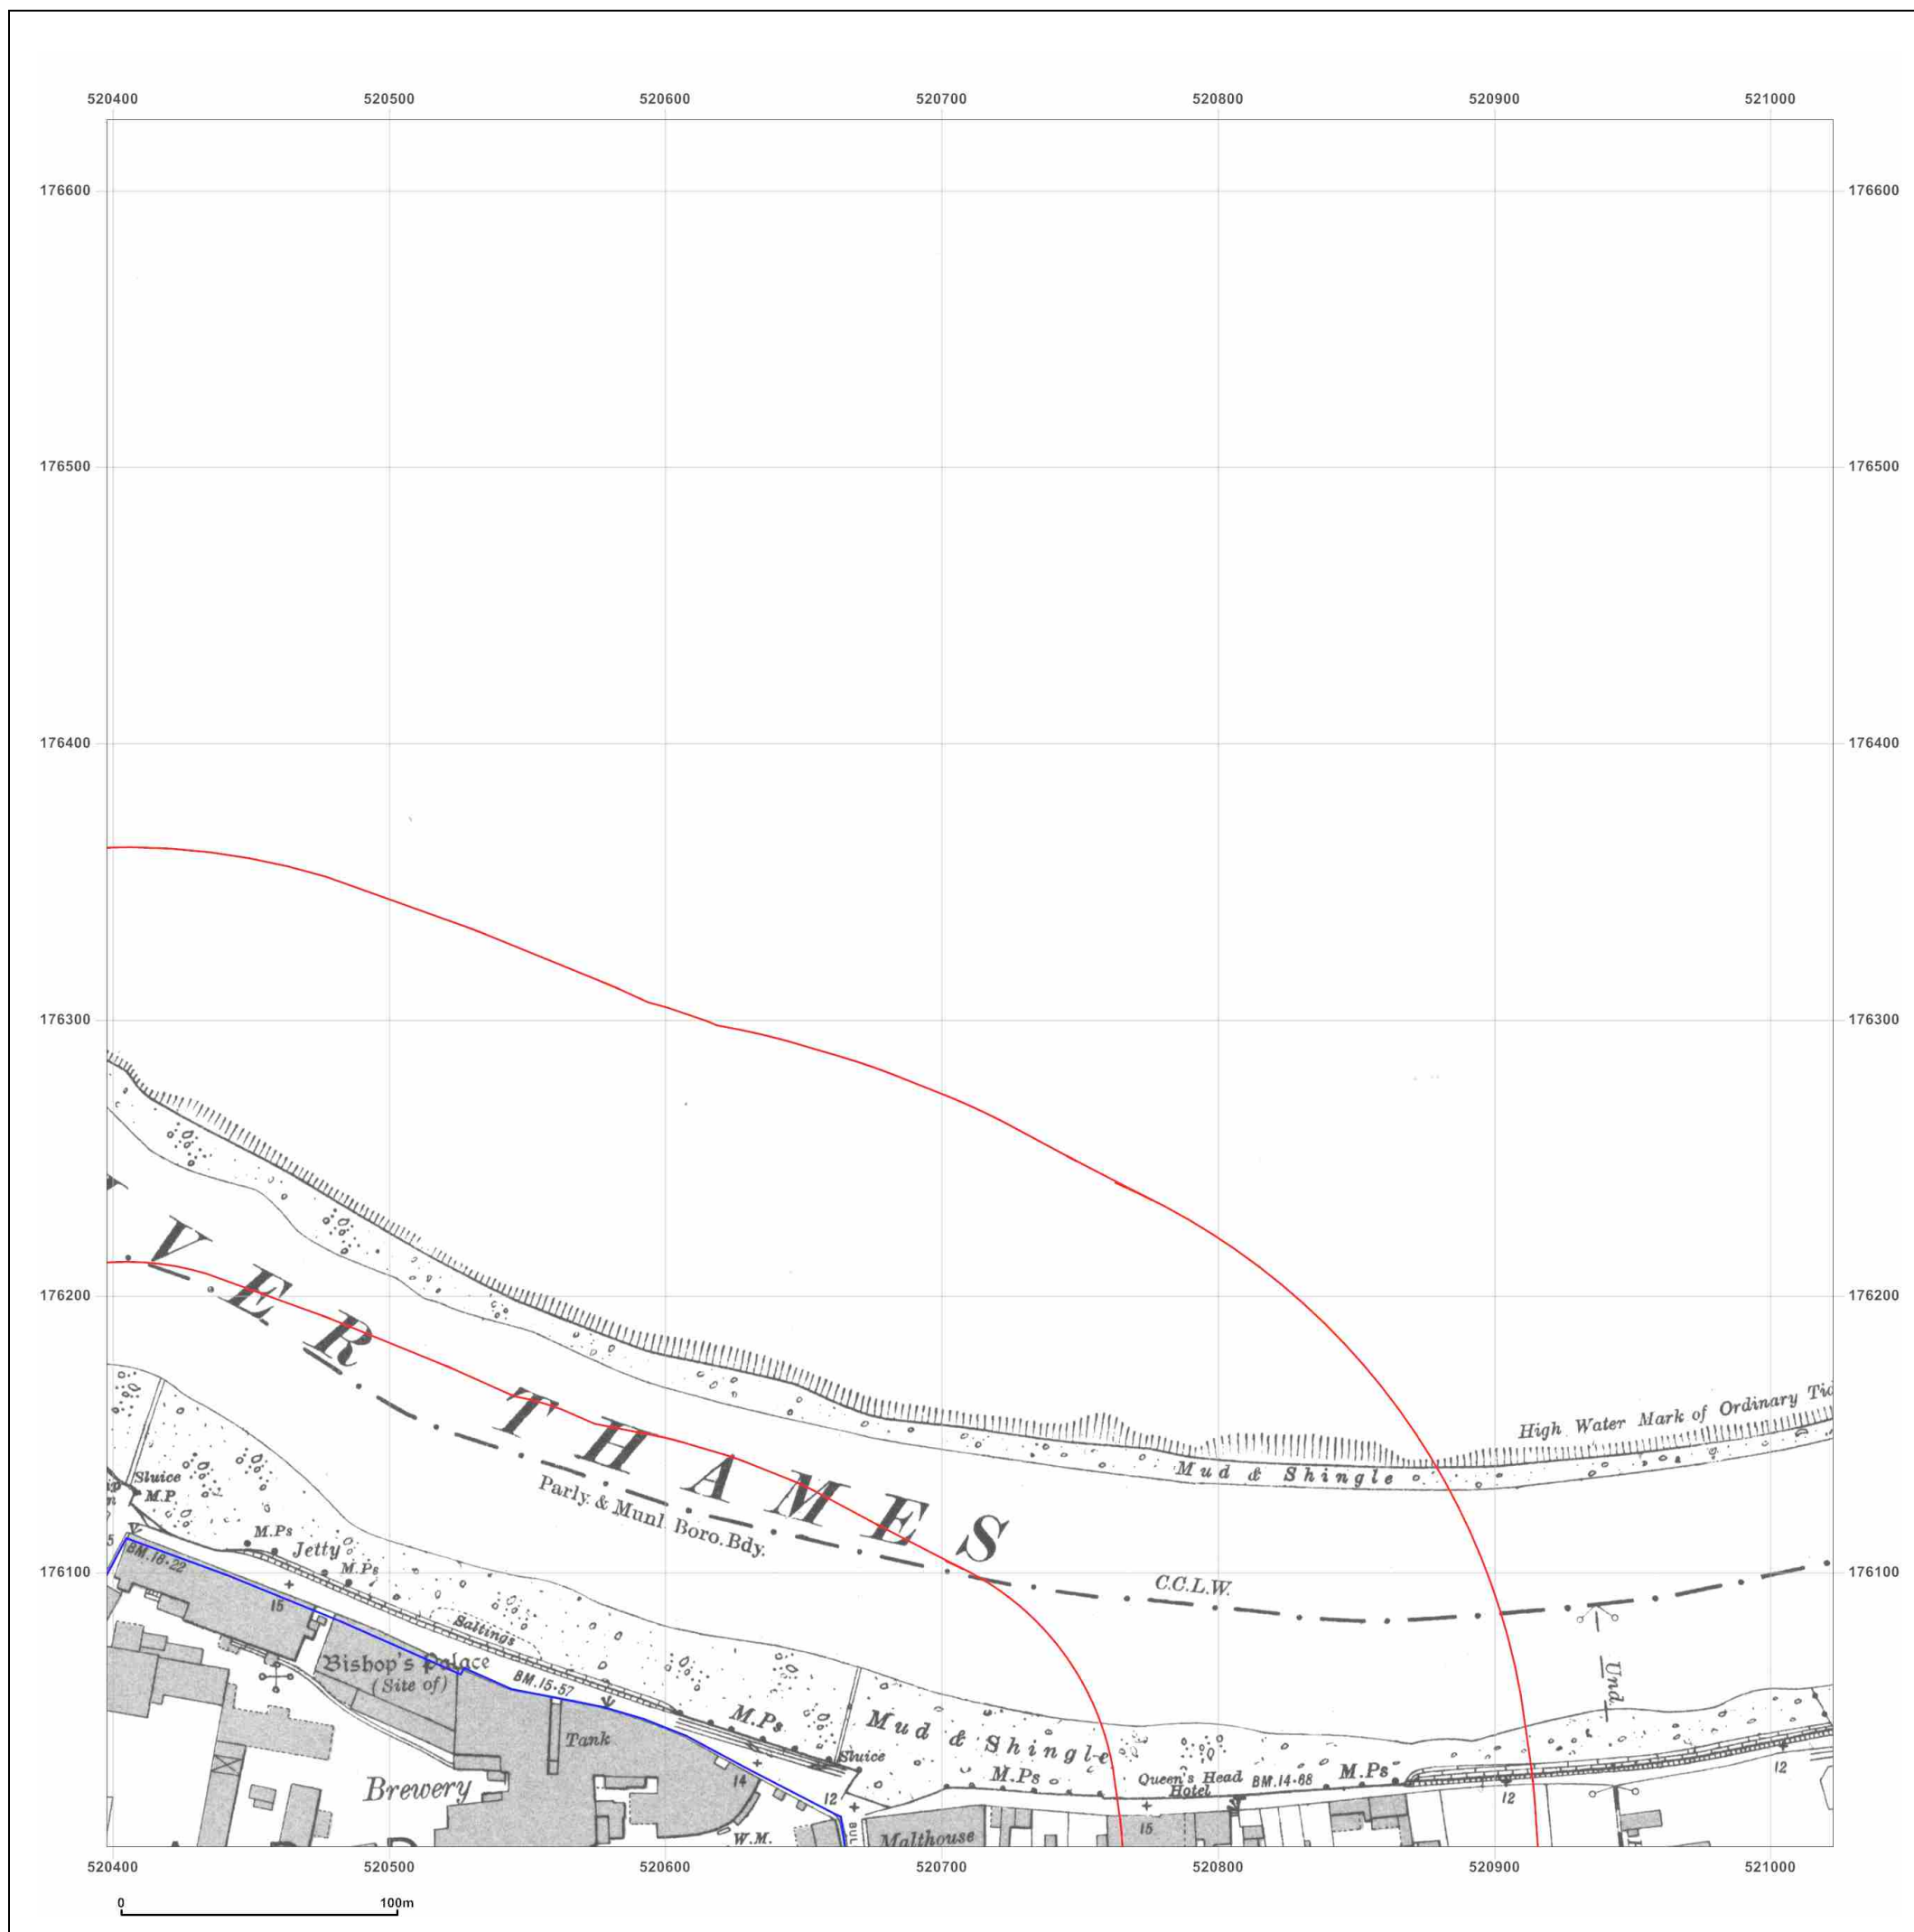 520400 520500 520600 520700 520800 520900 521000
176600 176600
176500 176500
176400 176400
176300 176300
176200 176200
VER THAMES
High Water Mark of Ordinary Tid
Mud & Shingle
Sluice
M.P.
Parly. & Munl. Boro. Bdy.
M.Ps
Jetty
M.Ps
5
BM.16·22
176100 176100
C.C.L.W.
15
Saltings
Bishop's Palace
(Site of)
BM.15·57
Und.
M.Ps
Mud & Shingle
Tank
Sluice
M.Ps
Queen's Head
Hotel
BM.14·68
M.Ps
Brewery
14
12
12
12
15
W.M.
Malthouse
520400 520500 520600 520700 520800 520900 521000
0 100m